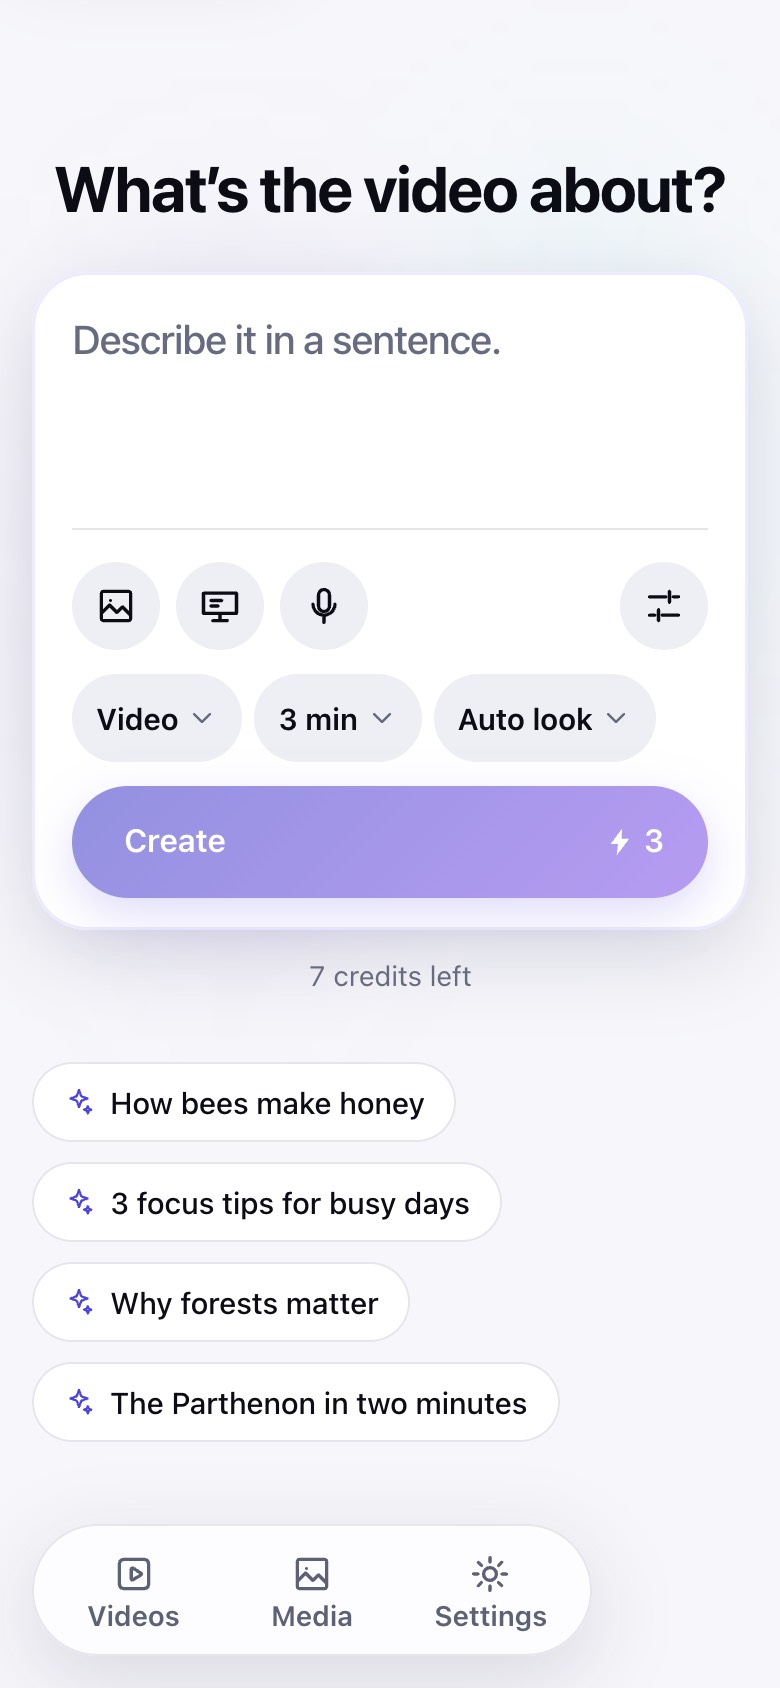 What's the video about?
Describe it in a sentence.
Video
3 min
Auto look
Create
3
7 credits left
How bees make honey
3 focus tips for busy days
Why forests matter
The Parthenon in two minutes
Videos
Media
Settings